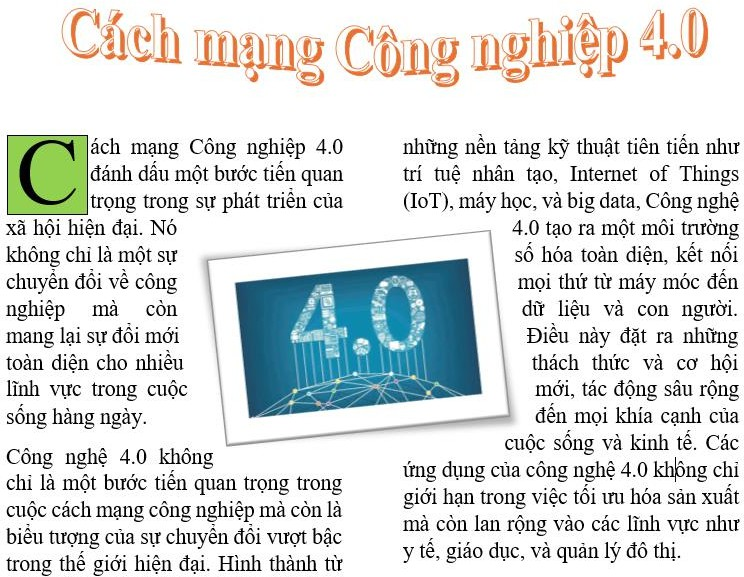 Cách mạng Công nghiệp 4.0
Cách mạng Công nghiệp 4.0
đánh dấu một bước tiến quan
trọng trong sự phát triển của
xã hội hiện đại. Nó
không chỉ là một sự
chuyển đổi về công
nghiệp mà còn
mang lại sự đổi mới
toàn diện cho nhiều
lĩnh vực trong cuộc
sống hàng ngày.
Công nghệ 4.0 không
chỉ là một bước tiến quan trọng trong
cuộc cách mạng công nghiệp mà còn là
biểu tượng của sự chuyển đổi vượt bậc
trong thế giới hiện đại. Hình thành từ
4.0
những nền tảng kỹ thuật tiên tiến như
trí tuệ nhân tạo, Internet of Things
(IoT), máy học, và big data, Công nghệ
4.0 tạo ra một môi trường
số hóa toàn diện, kết nối
mọi thứ từ máy móc đến
dữ liệu và con người.
Điều này đặt ra những
thách thức và cơ hội
mới, tác động sâu rộng
đến mọi khía cạnh của
cuộc sống và kinh tế. Các
ứng dụng của công nghệ 4.0 không chỉ
giới hạn trong việc tối ưu hóa sản xuất
mà còn lan rộng vào các lĩnh vực như
y tế, giáo dục, và quản lý đô thị.